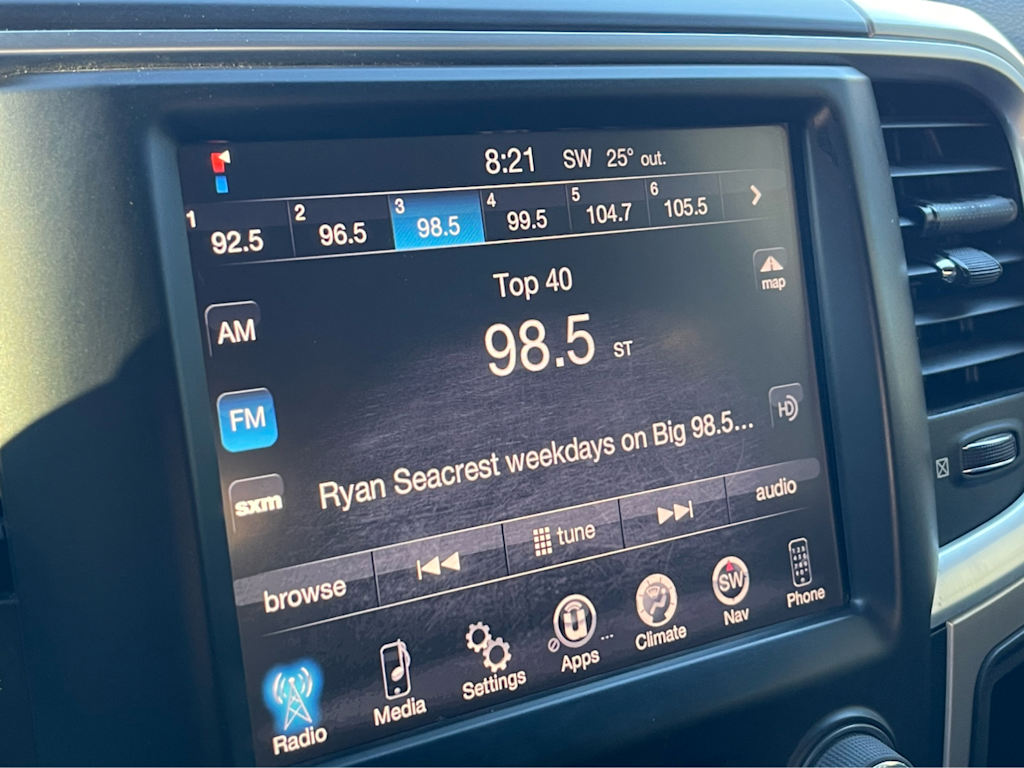 8:21 SW 25° out.
1 92.5 2 96.5 3 98.5 4 99.5 5 104.7 6 105.5
Top 40
map
AM
98.5 ST
FM
HD
Ryan Seacrest weekdays on Big 98.5...
sxm
browse tune audio
SW
Radio Media Settings Apps ... Climate Nav Phone